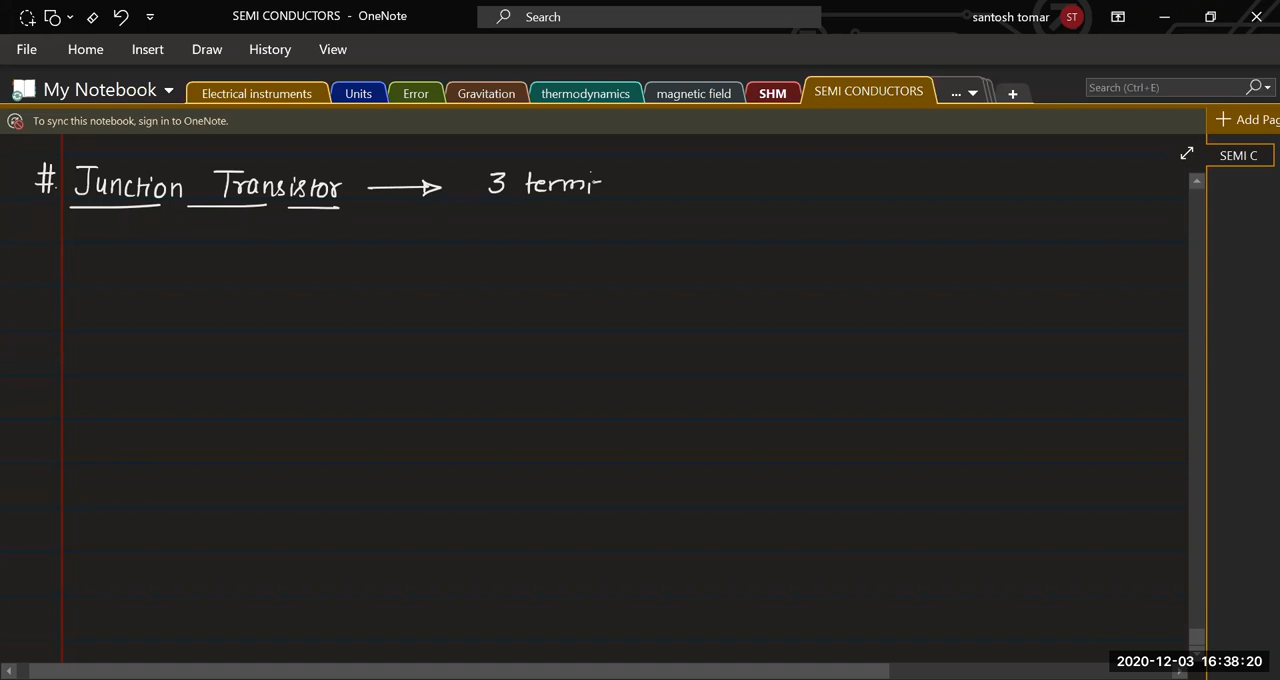 SEMI CONDUCTORS - OneNote
Search
santosh tomar ST
File Home Insert Draw History View
My Notebook
Electrical instruments Units Error Gravitation thermodynamics magnetic field SHM SEMI CONDUCTORS ... +
Search (Ctrl+E)
To sync this notebook, sign in to OneNote.
+ Add Pag
SEMI C
# Junction Transistor → 3 termi
2020-12-03 16:38:20